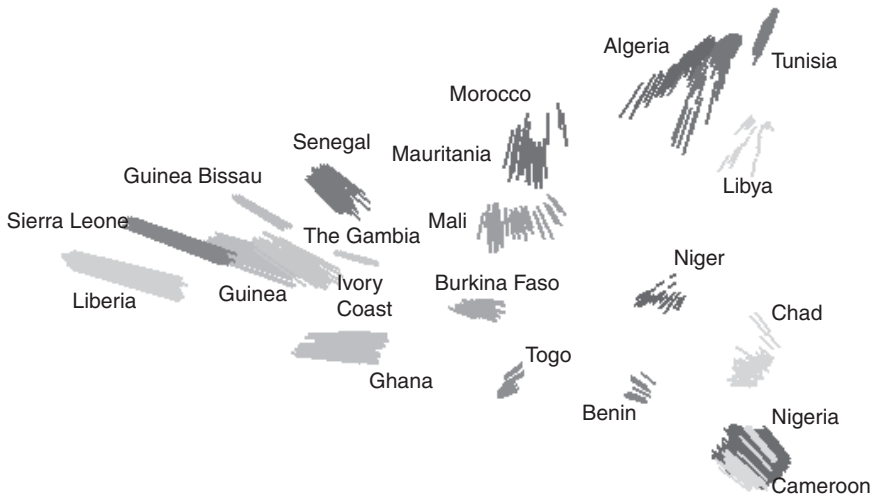 Algeria
Tunisia
Morocco
Senegal
Mauritania
Guinea Bissau
Libya
Sierra Leone
Mali
The Gambia
Niger
Liberia
Guinea
Ivory
Coast
Burkina Faso
Chad
Togo
Ghana
Benin
Nigeria
Cameroon